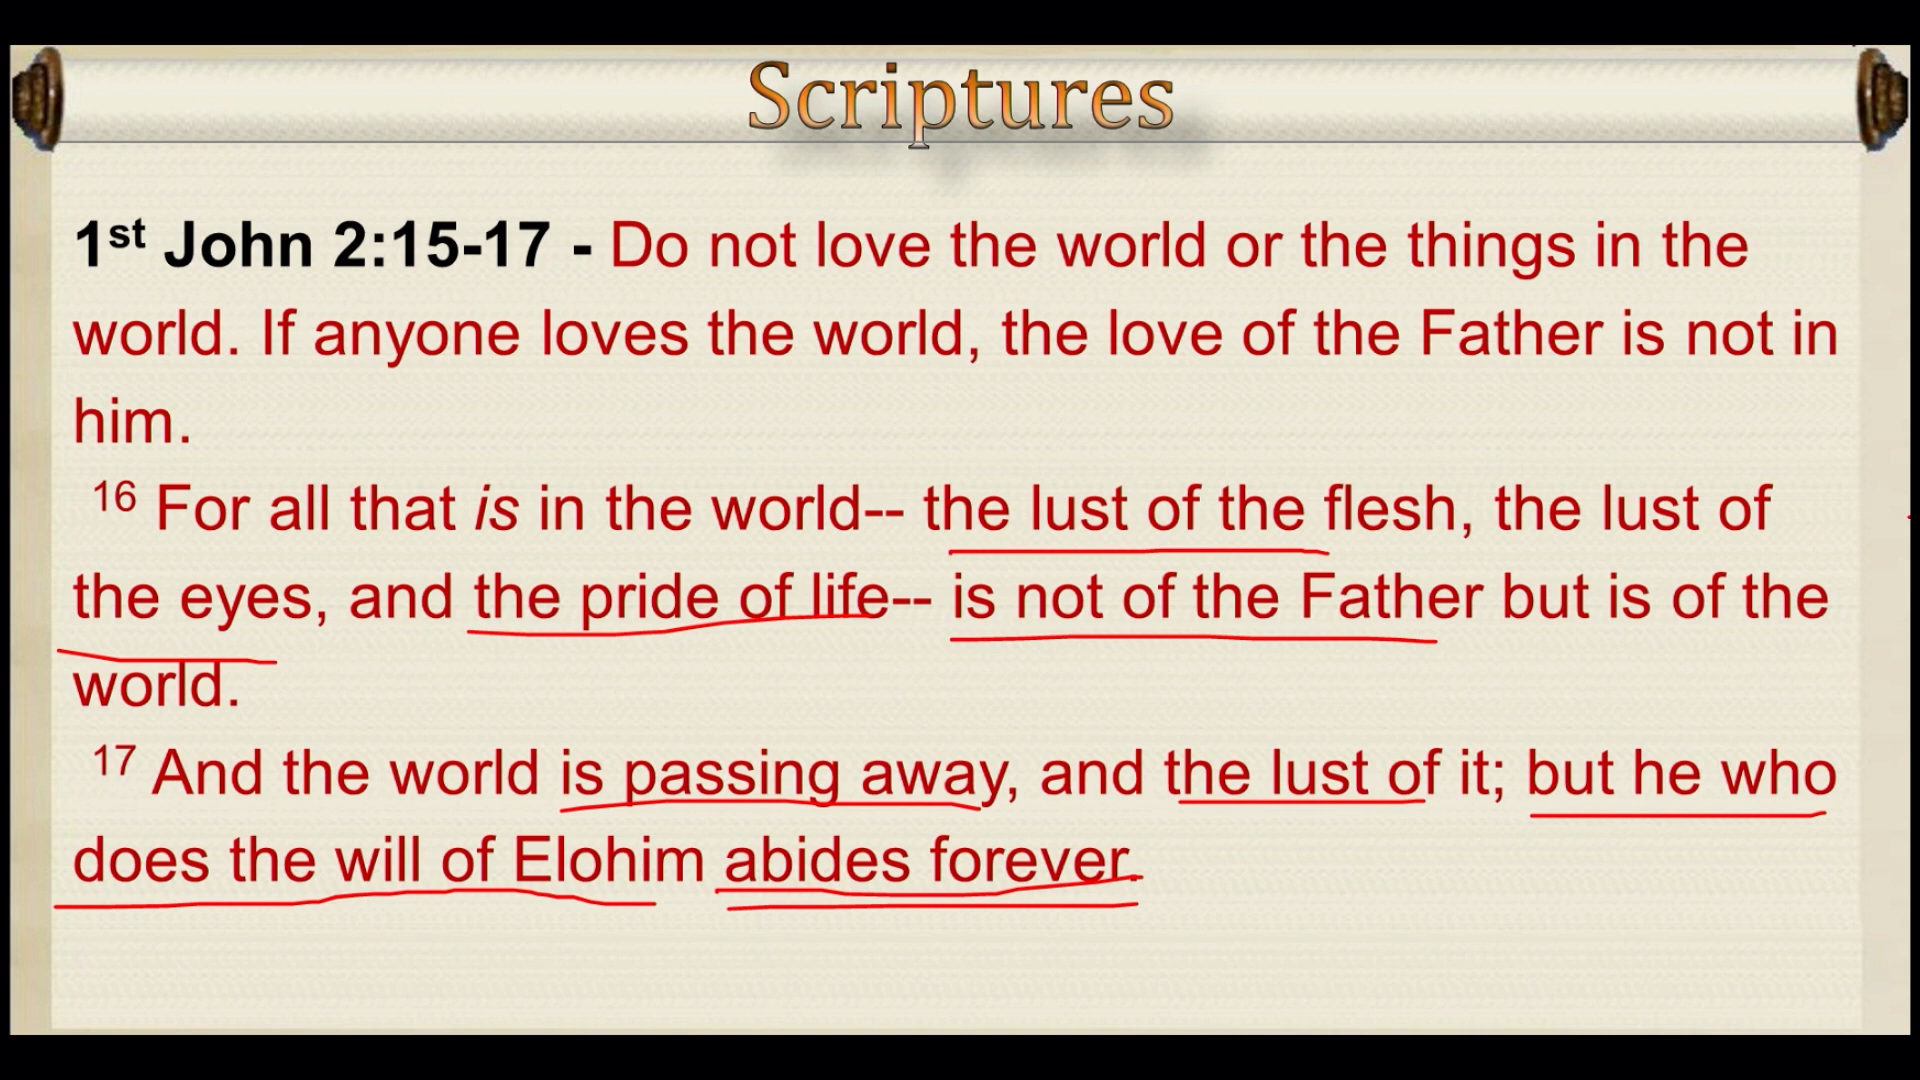 Scriptures
1st John 2:15-17 - Do not love the world or the things in the
world. If anyone loves the world, the love of the Father is not in
him.
16 For all that is in the world-- the lust of the flesh, the lust of
the eyes, and the pride of life-- is not of the Father but is of the
world.
17 And the world is passing away, and the lust of it; but he who
does the will of Elohim abides forever.